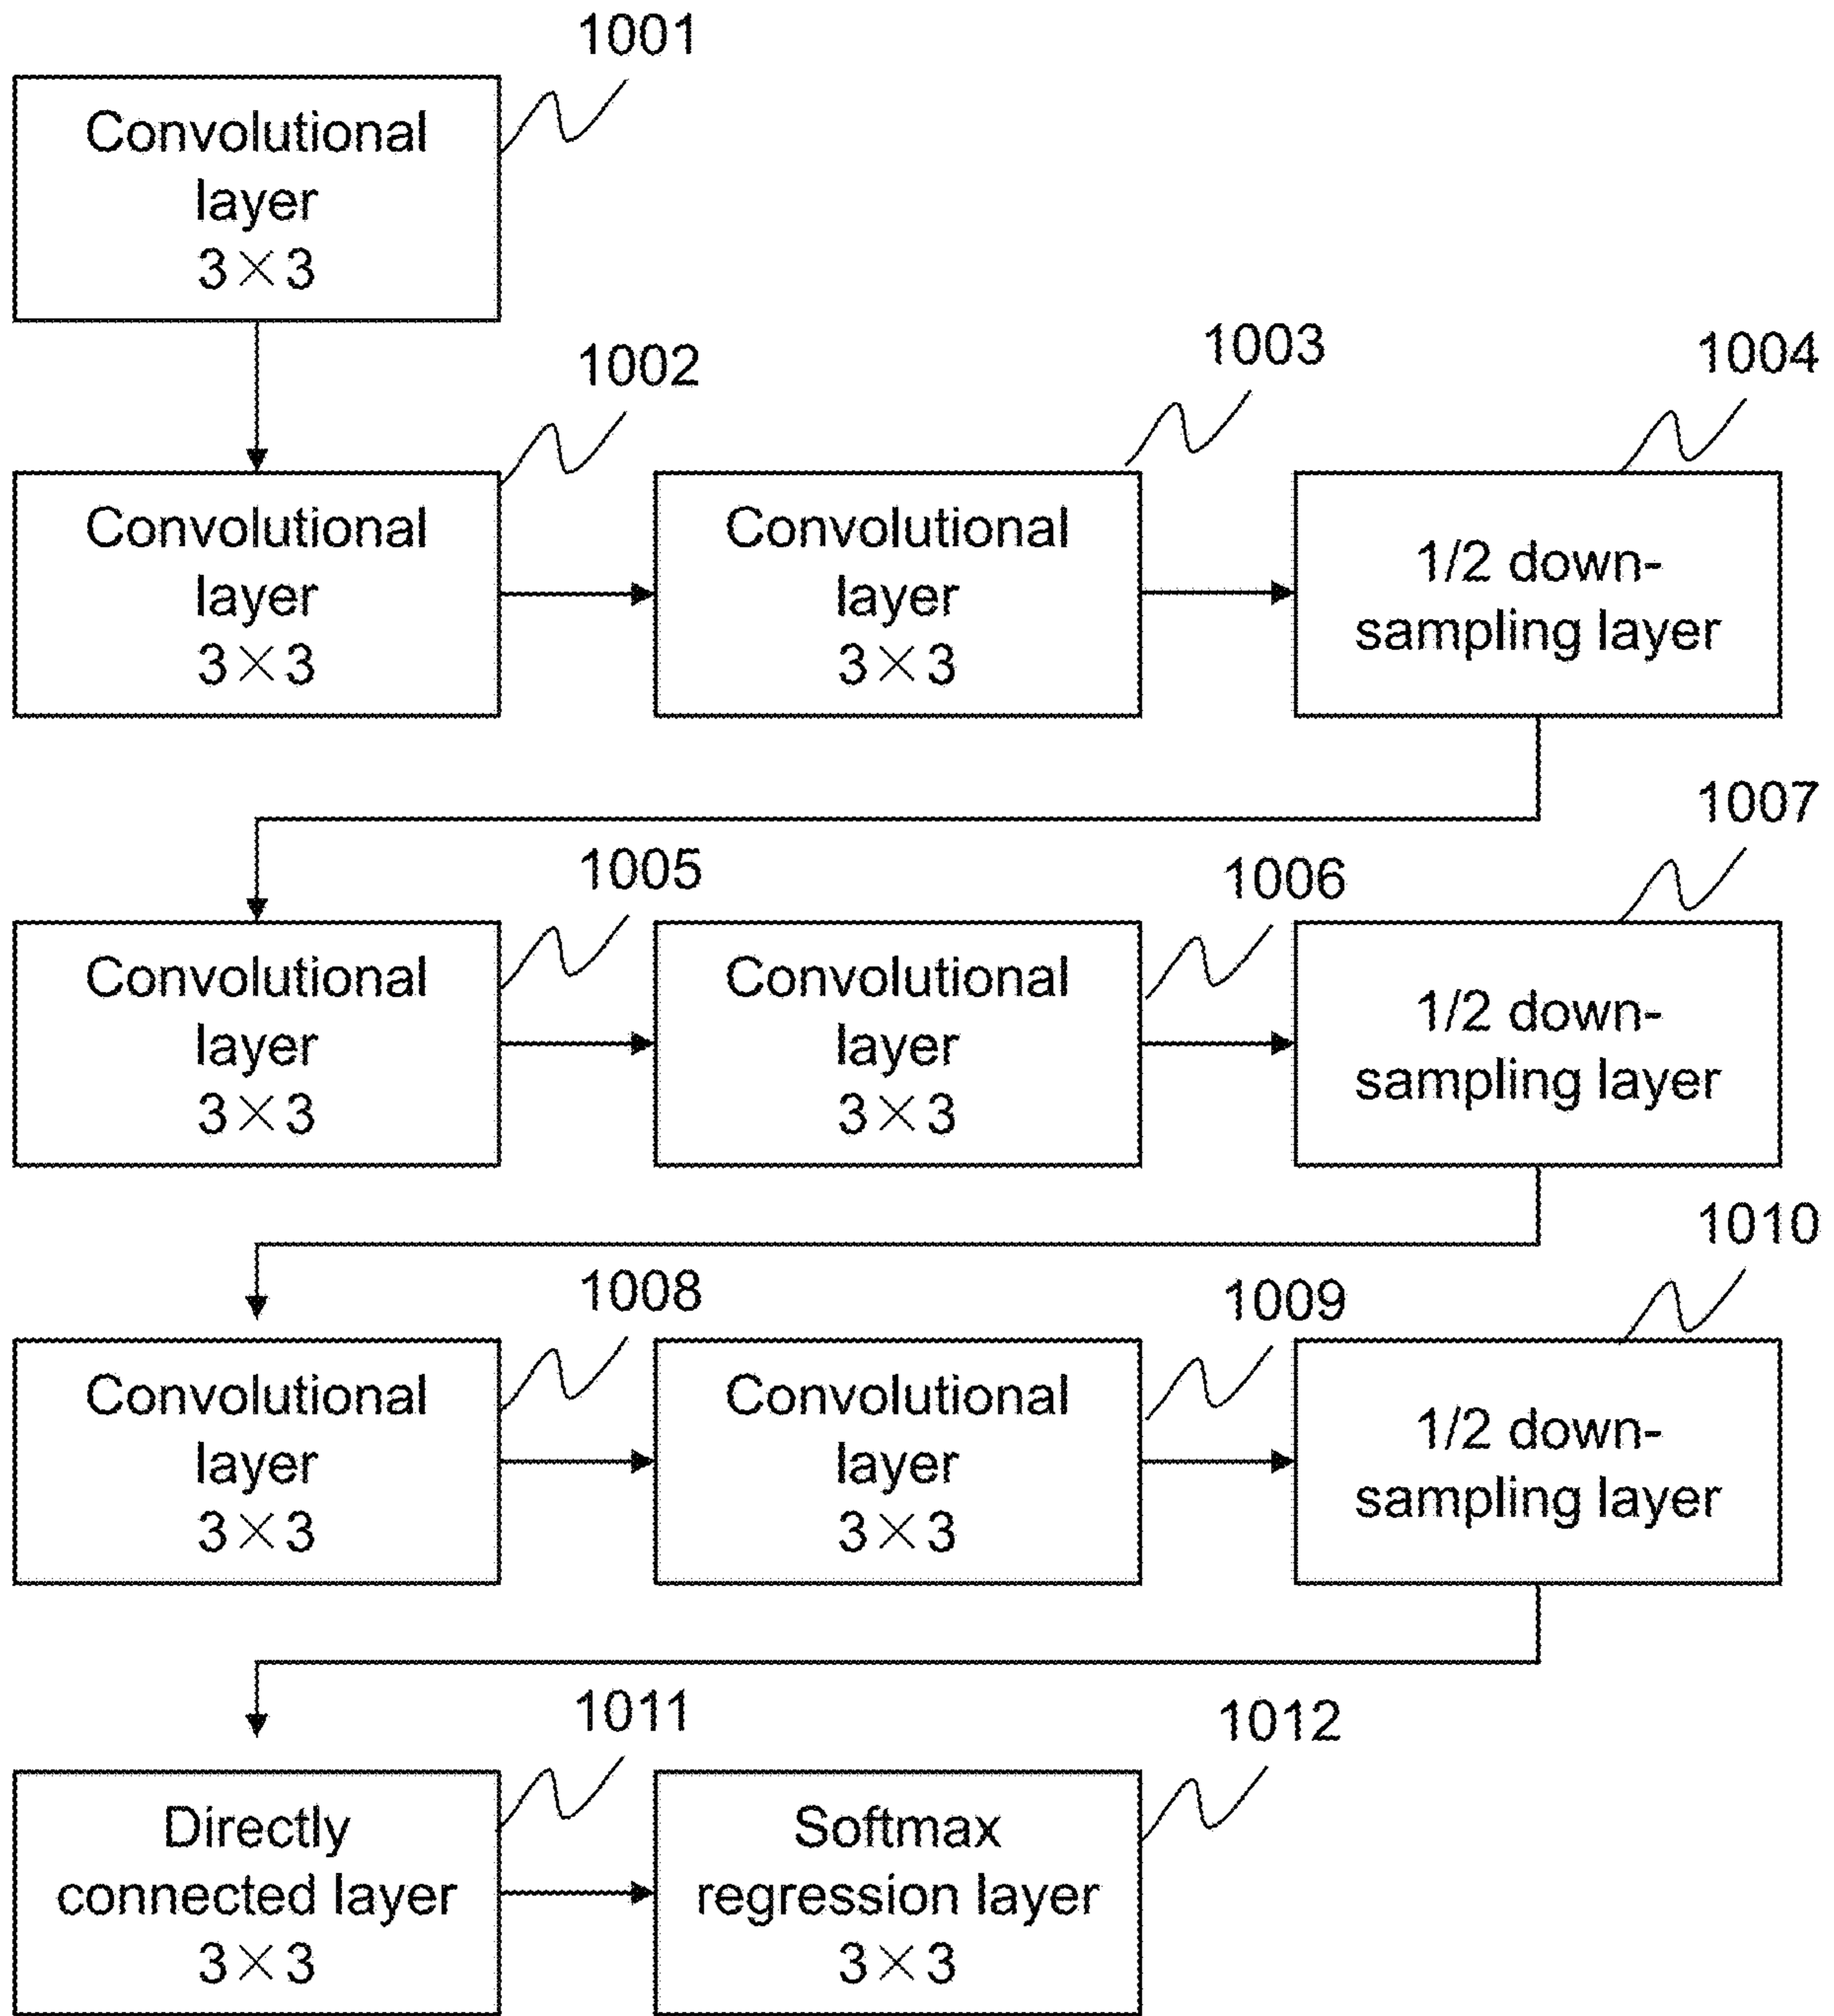 1001
Convolutional
layer
3×3
1002
Convolutional
layer
3×3
1003
Convolutional
layer
3×3
1004
1/2 down-
sampling layer
1005
Convolutional
layer
3×3
1006
Convolutional
layer
3×3
1007
1/2 down-
sampling layer
1008
Convolutional
layer
3×3
1009
Convolutional
layer
3×3
1010
1/2 down-
sampling layer
1011
Directly
connected layer
3×3
1012
Softmax
regression layer
3×3